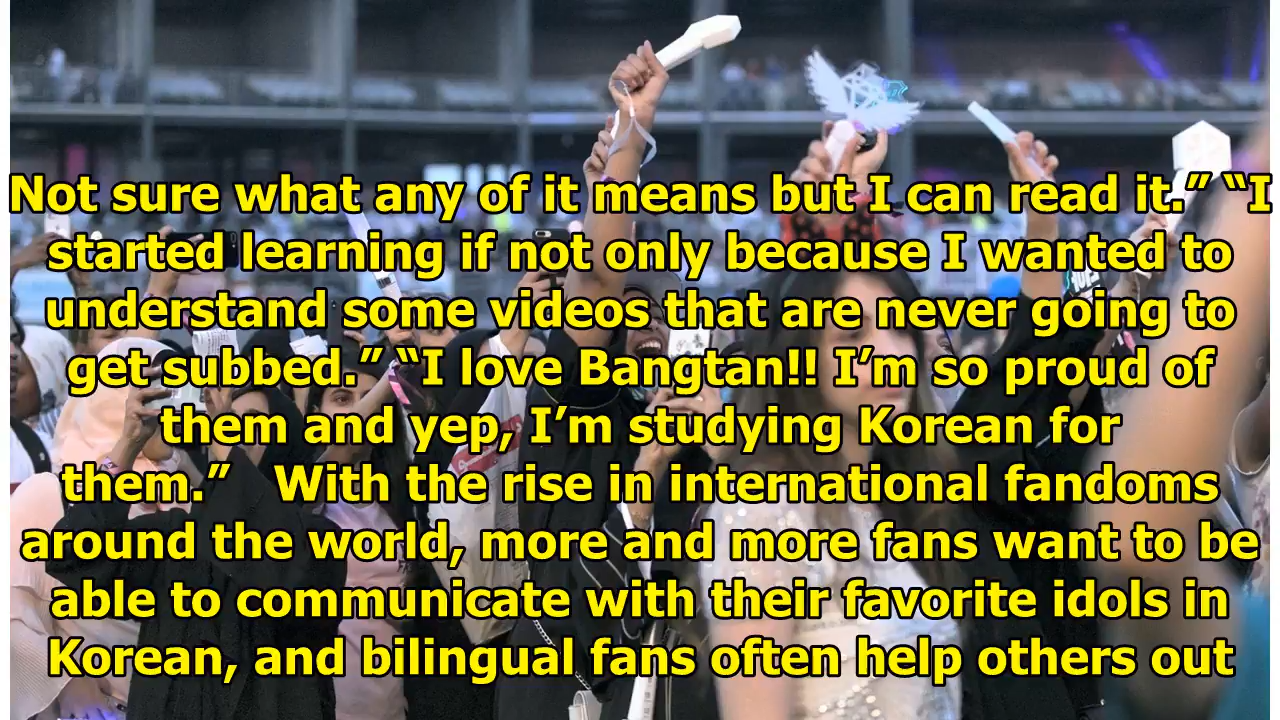 Not sure what any of it means but I can read it.” “I
started learning if not only because I wanted to
understand some videos that are never going to
get subbed.” “I love Bangtan!! I’m so proud of
them and yep, I’m studying Korean for
them.”   With the rise in international fandoms
around the world, more and more fans want to be
able to communicate with their favorite idols in
Korean, and bilingual fans often help others out